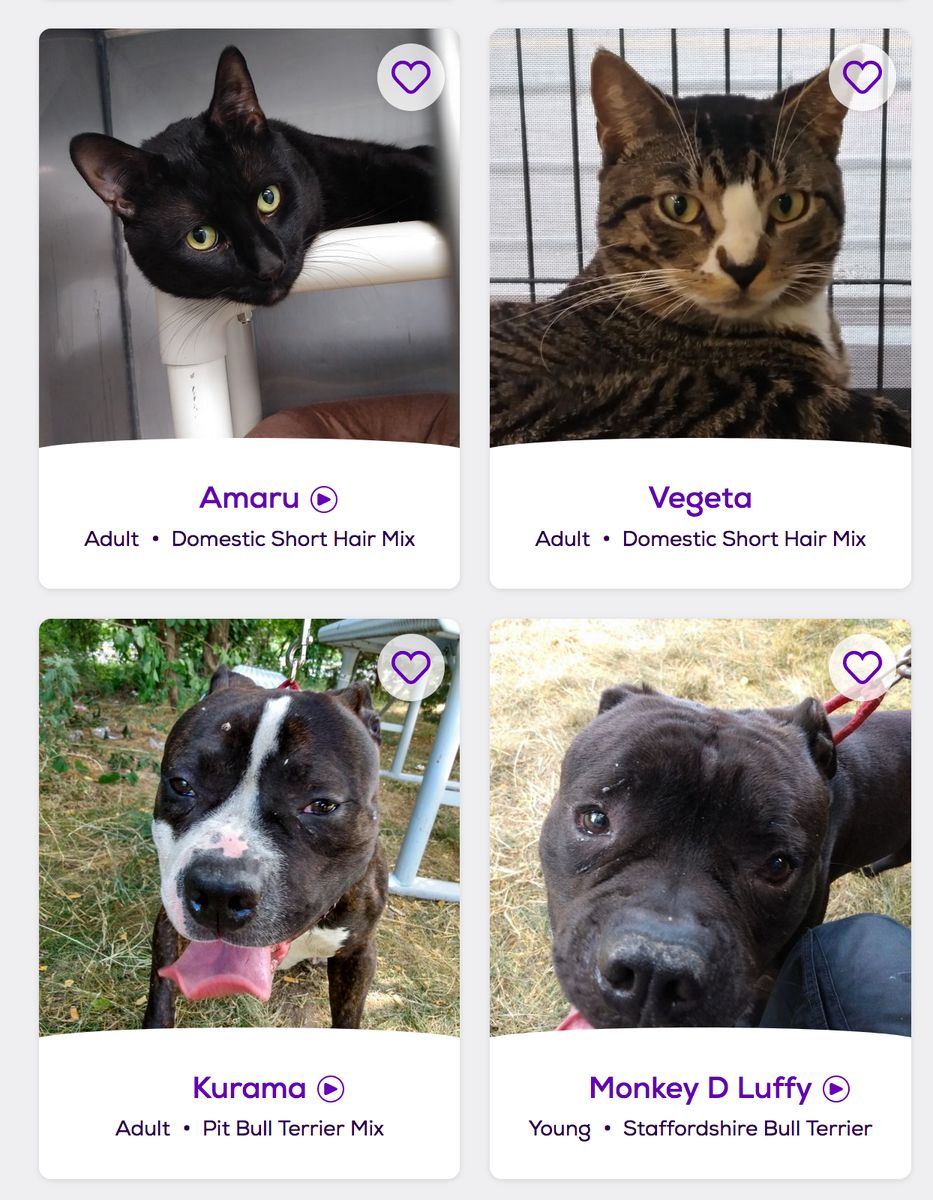 Amaru
Adult • Domestic Short Hair Mix
Vegeta
Adult • Domestic Short Hair Mix
Kurama
Adult • Pit Bull Terrier Mix
Monkey D Luffy
Young • Staffordshire Bull Terrier